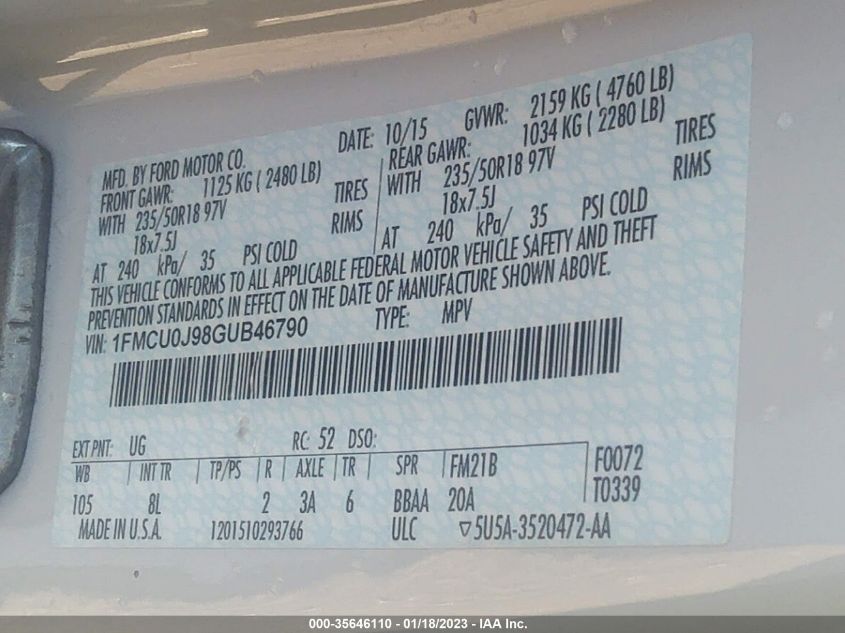 MFD. BY FORD MOTOR CO.
DATE: 10/15
GVWR: 2159 KG ( 4760 LB)
FRONT GAWR: 1125 KG ( 2480 LB)
REAR GAWR: 1034 KG ( 2280 LB)
WITH 235/50R18 97V TIRES
WITH 235/50R18 97V TIRES
18x7.5J RIMS
18x7.5J RIMS
AT 240 kPa/ 35 PSI COLD
AT 240 kPa/ 35 PSI COLD
THIS VEHICLE CONFORMS TO ALL APPLICABLE FEDERAL MOTOR VEHICLE SAFETY AND THEFT
PREVENTION STANDARDS IN EFFECT ON THE DATE OF MANUFACTURE SHOWN ABOVE.
VIN: 1FMCU0J98GUB46790
TYPE: MPV
EXT PNT: UG RC: 52 DSO:
WB INT TR TP/PS R AXLE TR SPR FM21B F0072
105 8L 2 3A 6 BBAA 20A T0339
MADE IN U.S.A. 1201510293766 ULC ▽5U5A-3520472-AA
000-35646110 - 01/18/2023 - IAA Inc.